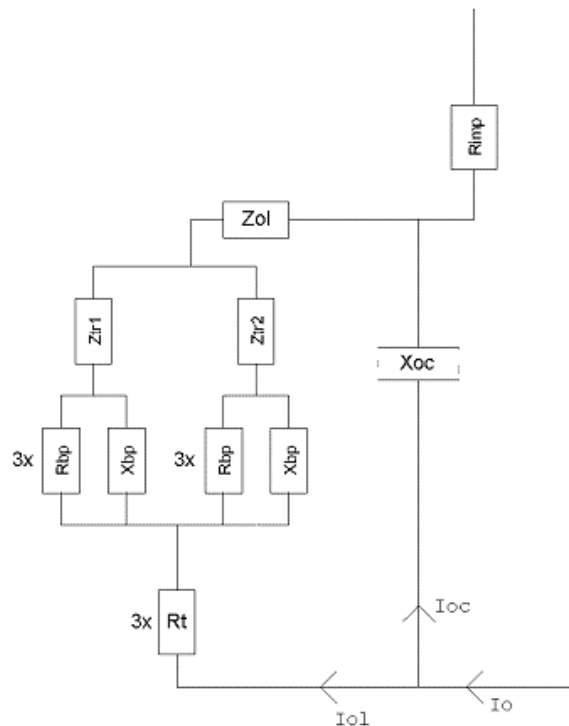 Rimp
Zol
Ztr1
Ztr2
Xoc
3x
Rbp
Xbp
3x
Rbp
Xbp
3x
Rt
Ioc
Iol
Io